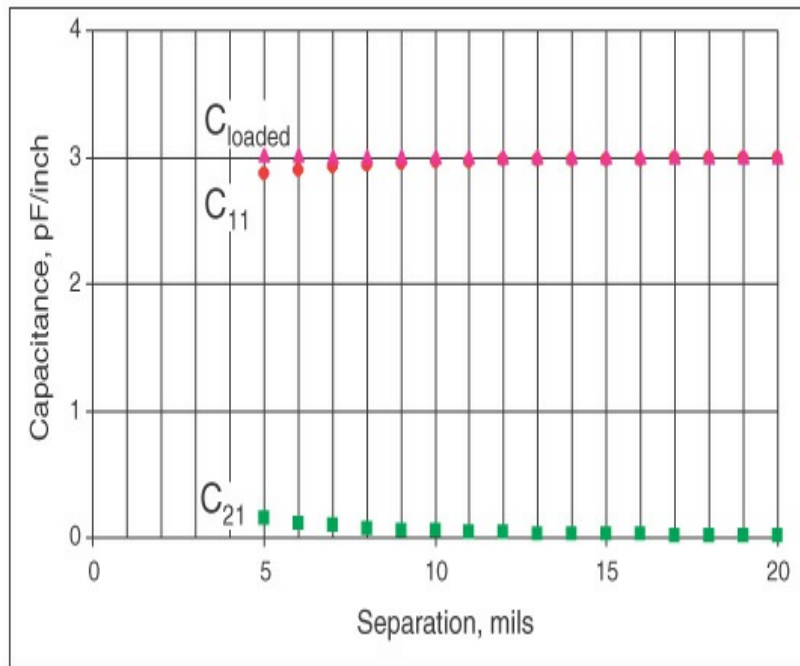 4
C_loaded
3
C_11
2
Capacitance, pF/inch
1
C_21
0
0 5 10 15 20
Separation, mils